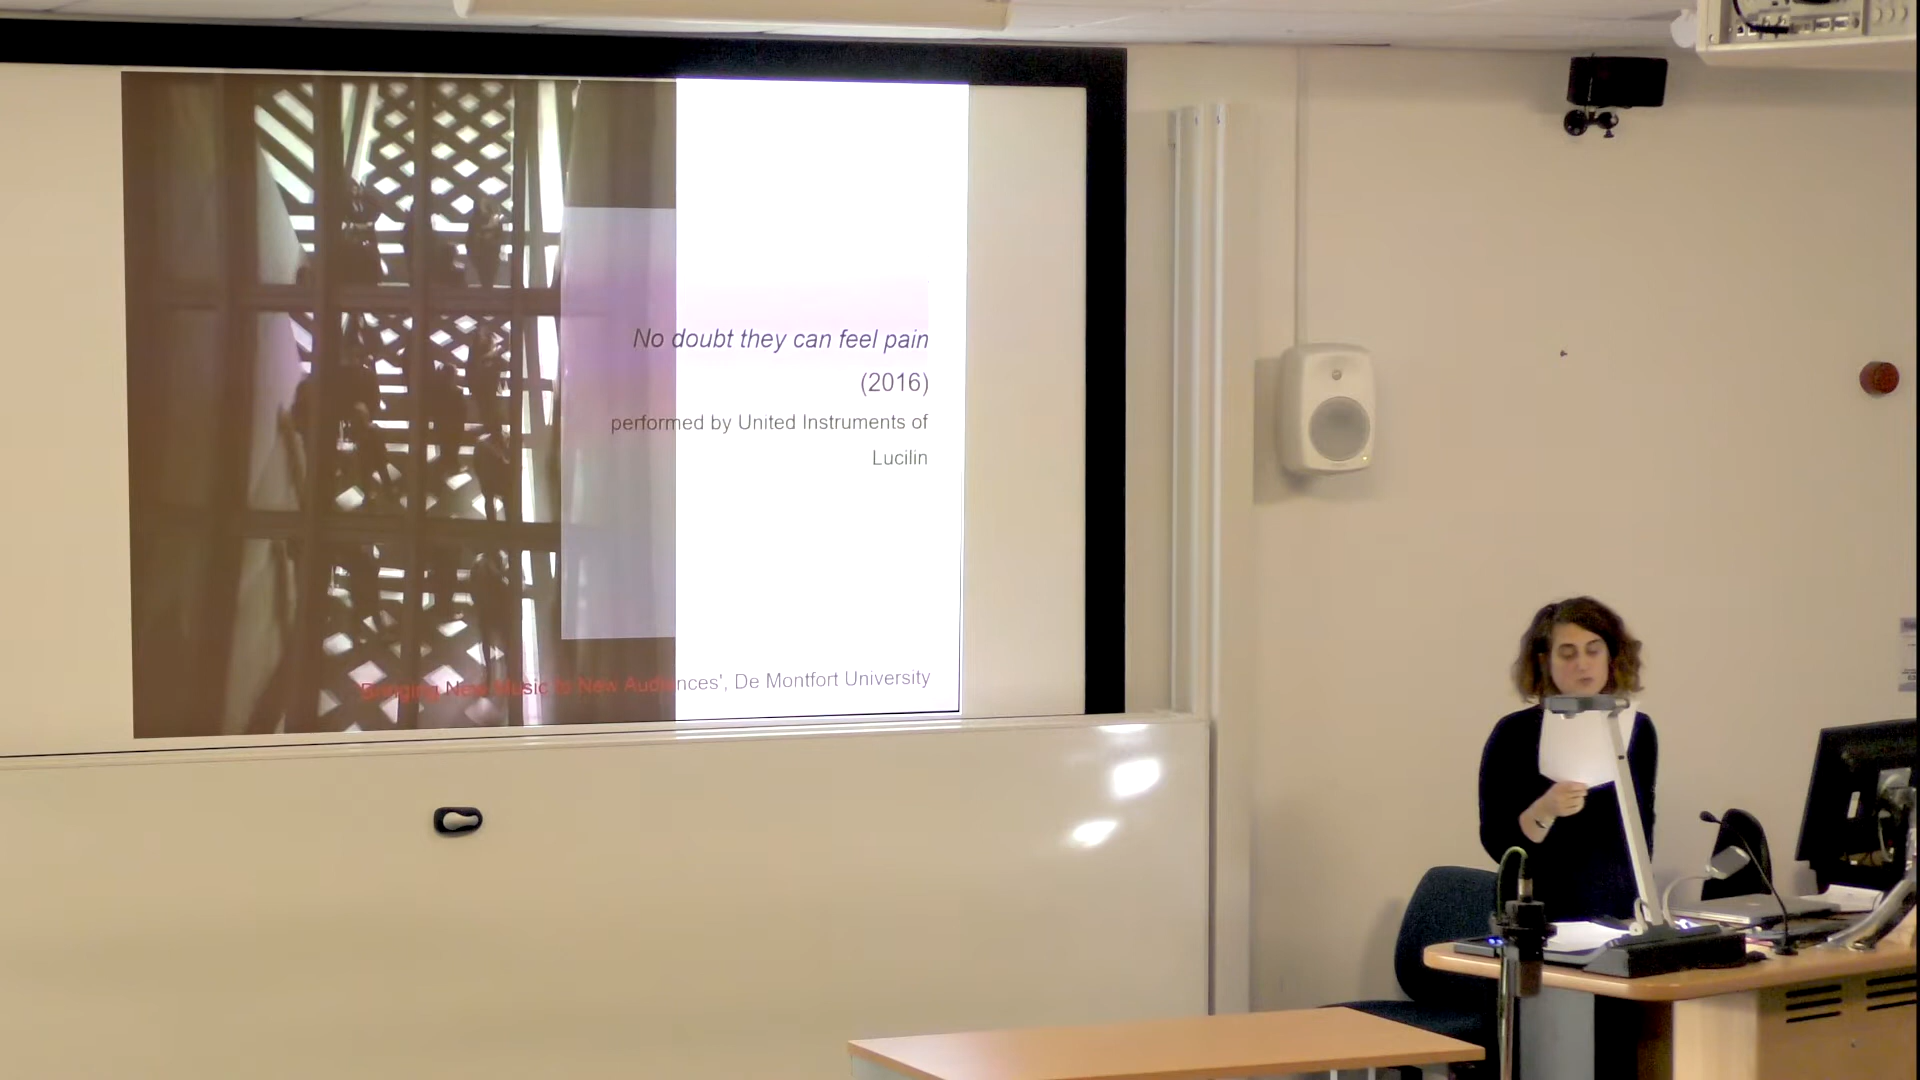 No doubt they can feel pain
(2016)
performed by United Instruments of
Lucilin
'Bringing New Music to New Audiences', De Montfort University